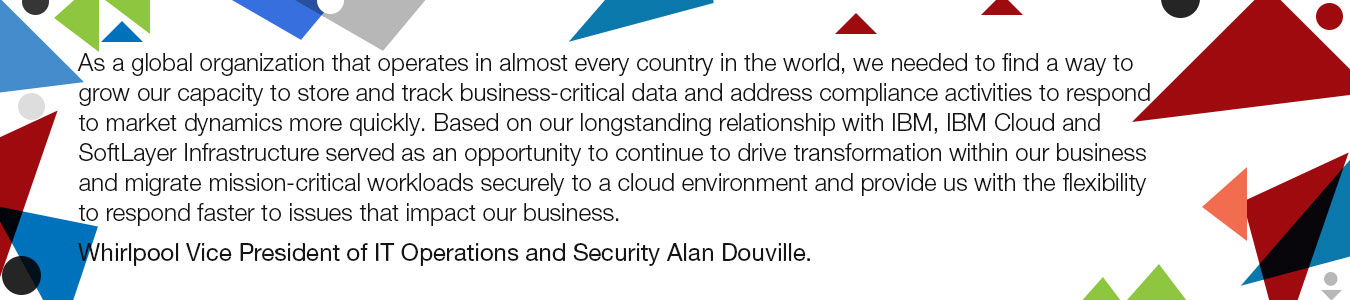 As a global organization that operates in almost every country in the world, we needed to find a way to
grow our capacity to store and track business-critical data and address compliance activities to respond
to market dynamics more quickly. Based on our longstanding relationship with IBM, IBM Cloud and
SoftLayer Infrastructure served as an opportunity to continue to drive transformation within our business
and migrate mission-critical workloads securely to a cloud environment and provide us with the flexibility
to respond faster to issues that impact our business.
Whirlpool Vice President of IT Operations and Security Alan Douville.